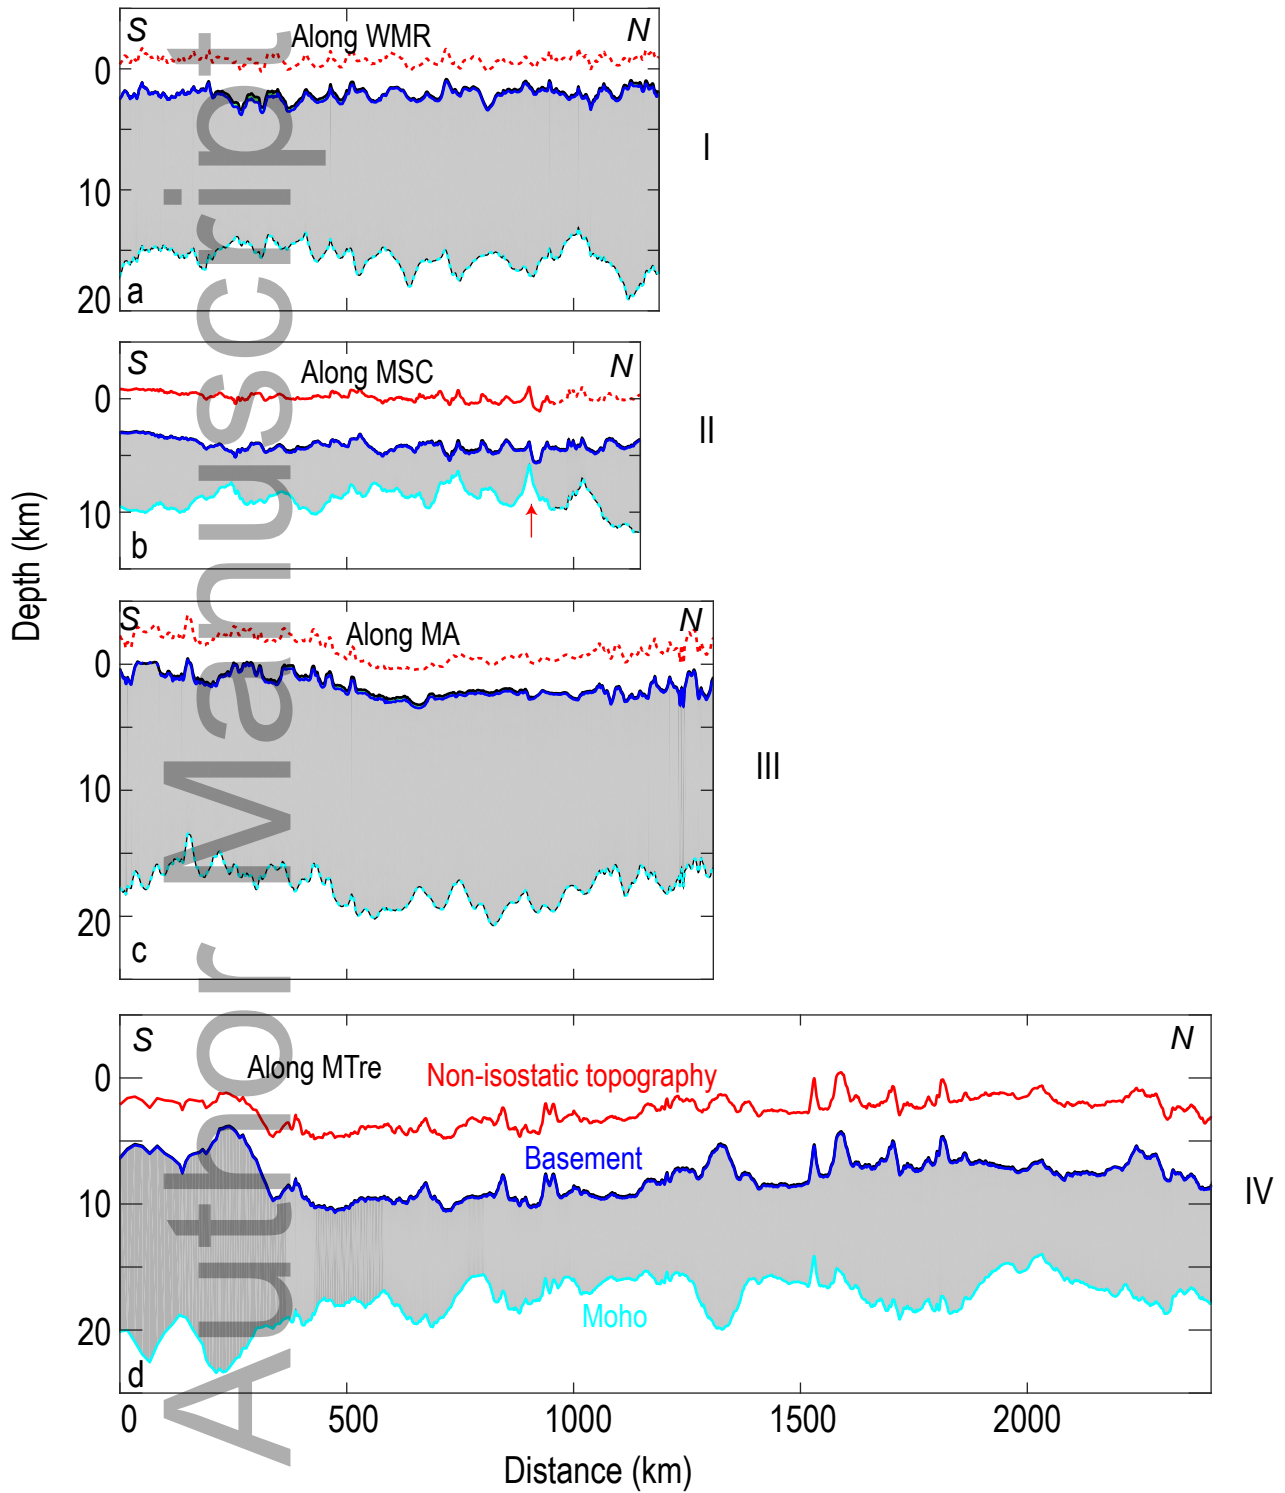 S
Along WMR
N
0
10
20
a
I
S
Along MSC
N
0
10
b
II
S
Along MA
N
0
10
20
c
III
S
Along MTre
Non-isostatic topography
N
0
Basement
10
Moho
20
d
IV
0 500 1000 1500 2000
Distance (km)
Depth (km)
Author Manuscript